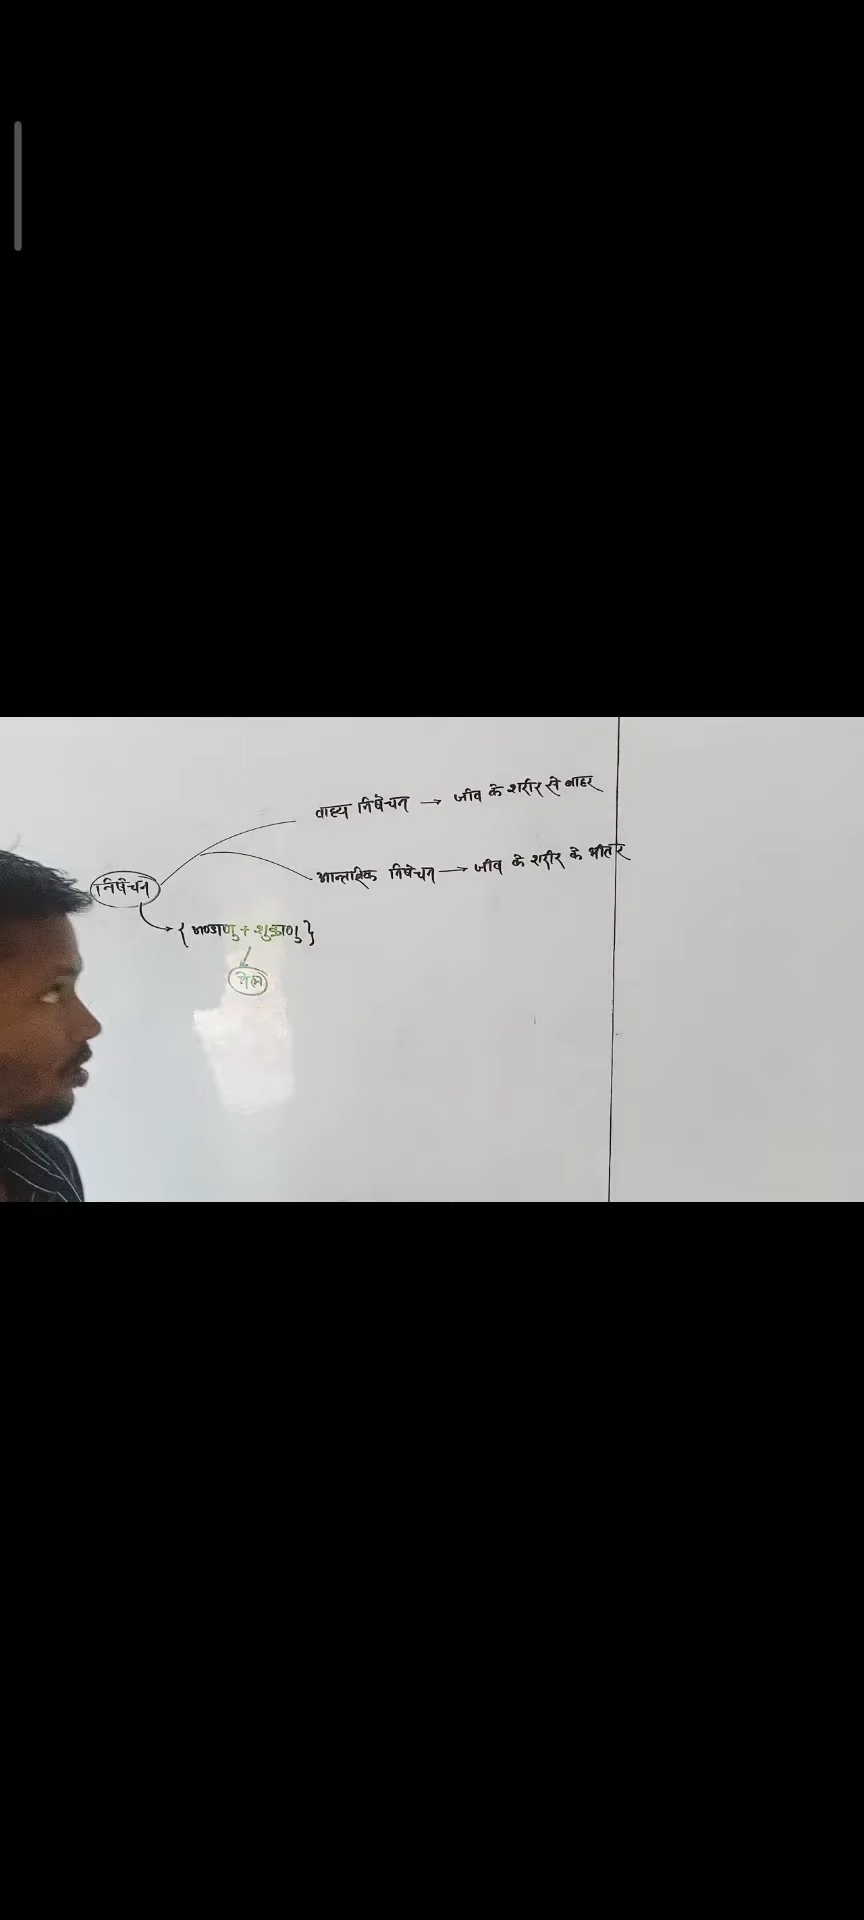 वाह्य निषेचन → जीव के शरीर से बाहर
आन्तरिक निषेचन → जीव के शरीर के भीतर
निषेचन
{ अण्डाणु + शुक्राणु }